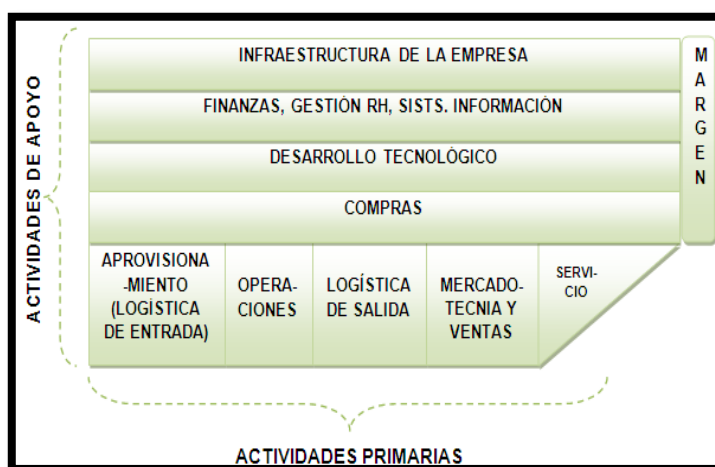 ACTIVIDADES DE APOYO
INFRAESTRUCTURA DE LA EMPRESA
FINANZAS, GESTIÓN RH, SISTS. INFORMACIÓN
DESARROLLO TECNOLÓGICO
COMPRAS
MARGEN
APROVISIONA
-MIENTO
(LOGÍSTICA
DE ENTRADA)
OPERA-
CIONES
LOGÍSTICA
DE SALIDA
MERCADO-
TECNIA Y
VENTAS
SERVI-
CIO
ACTIVIDADES PRIMARIAS